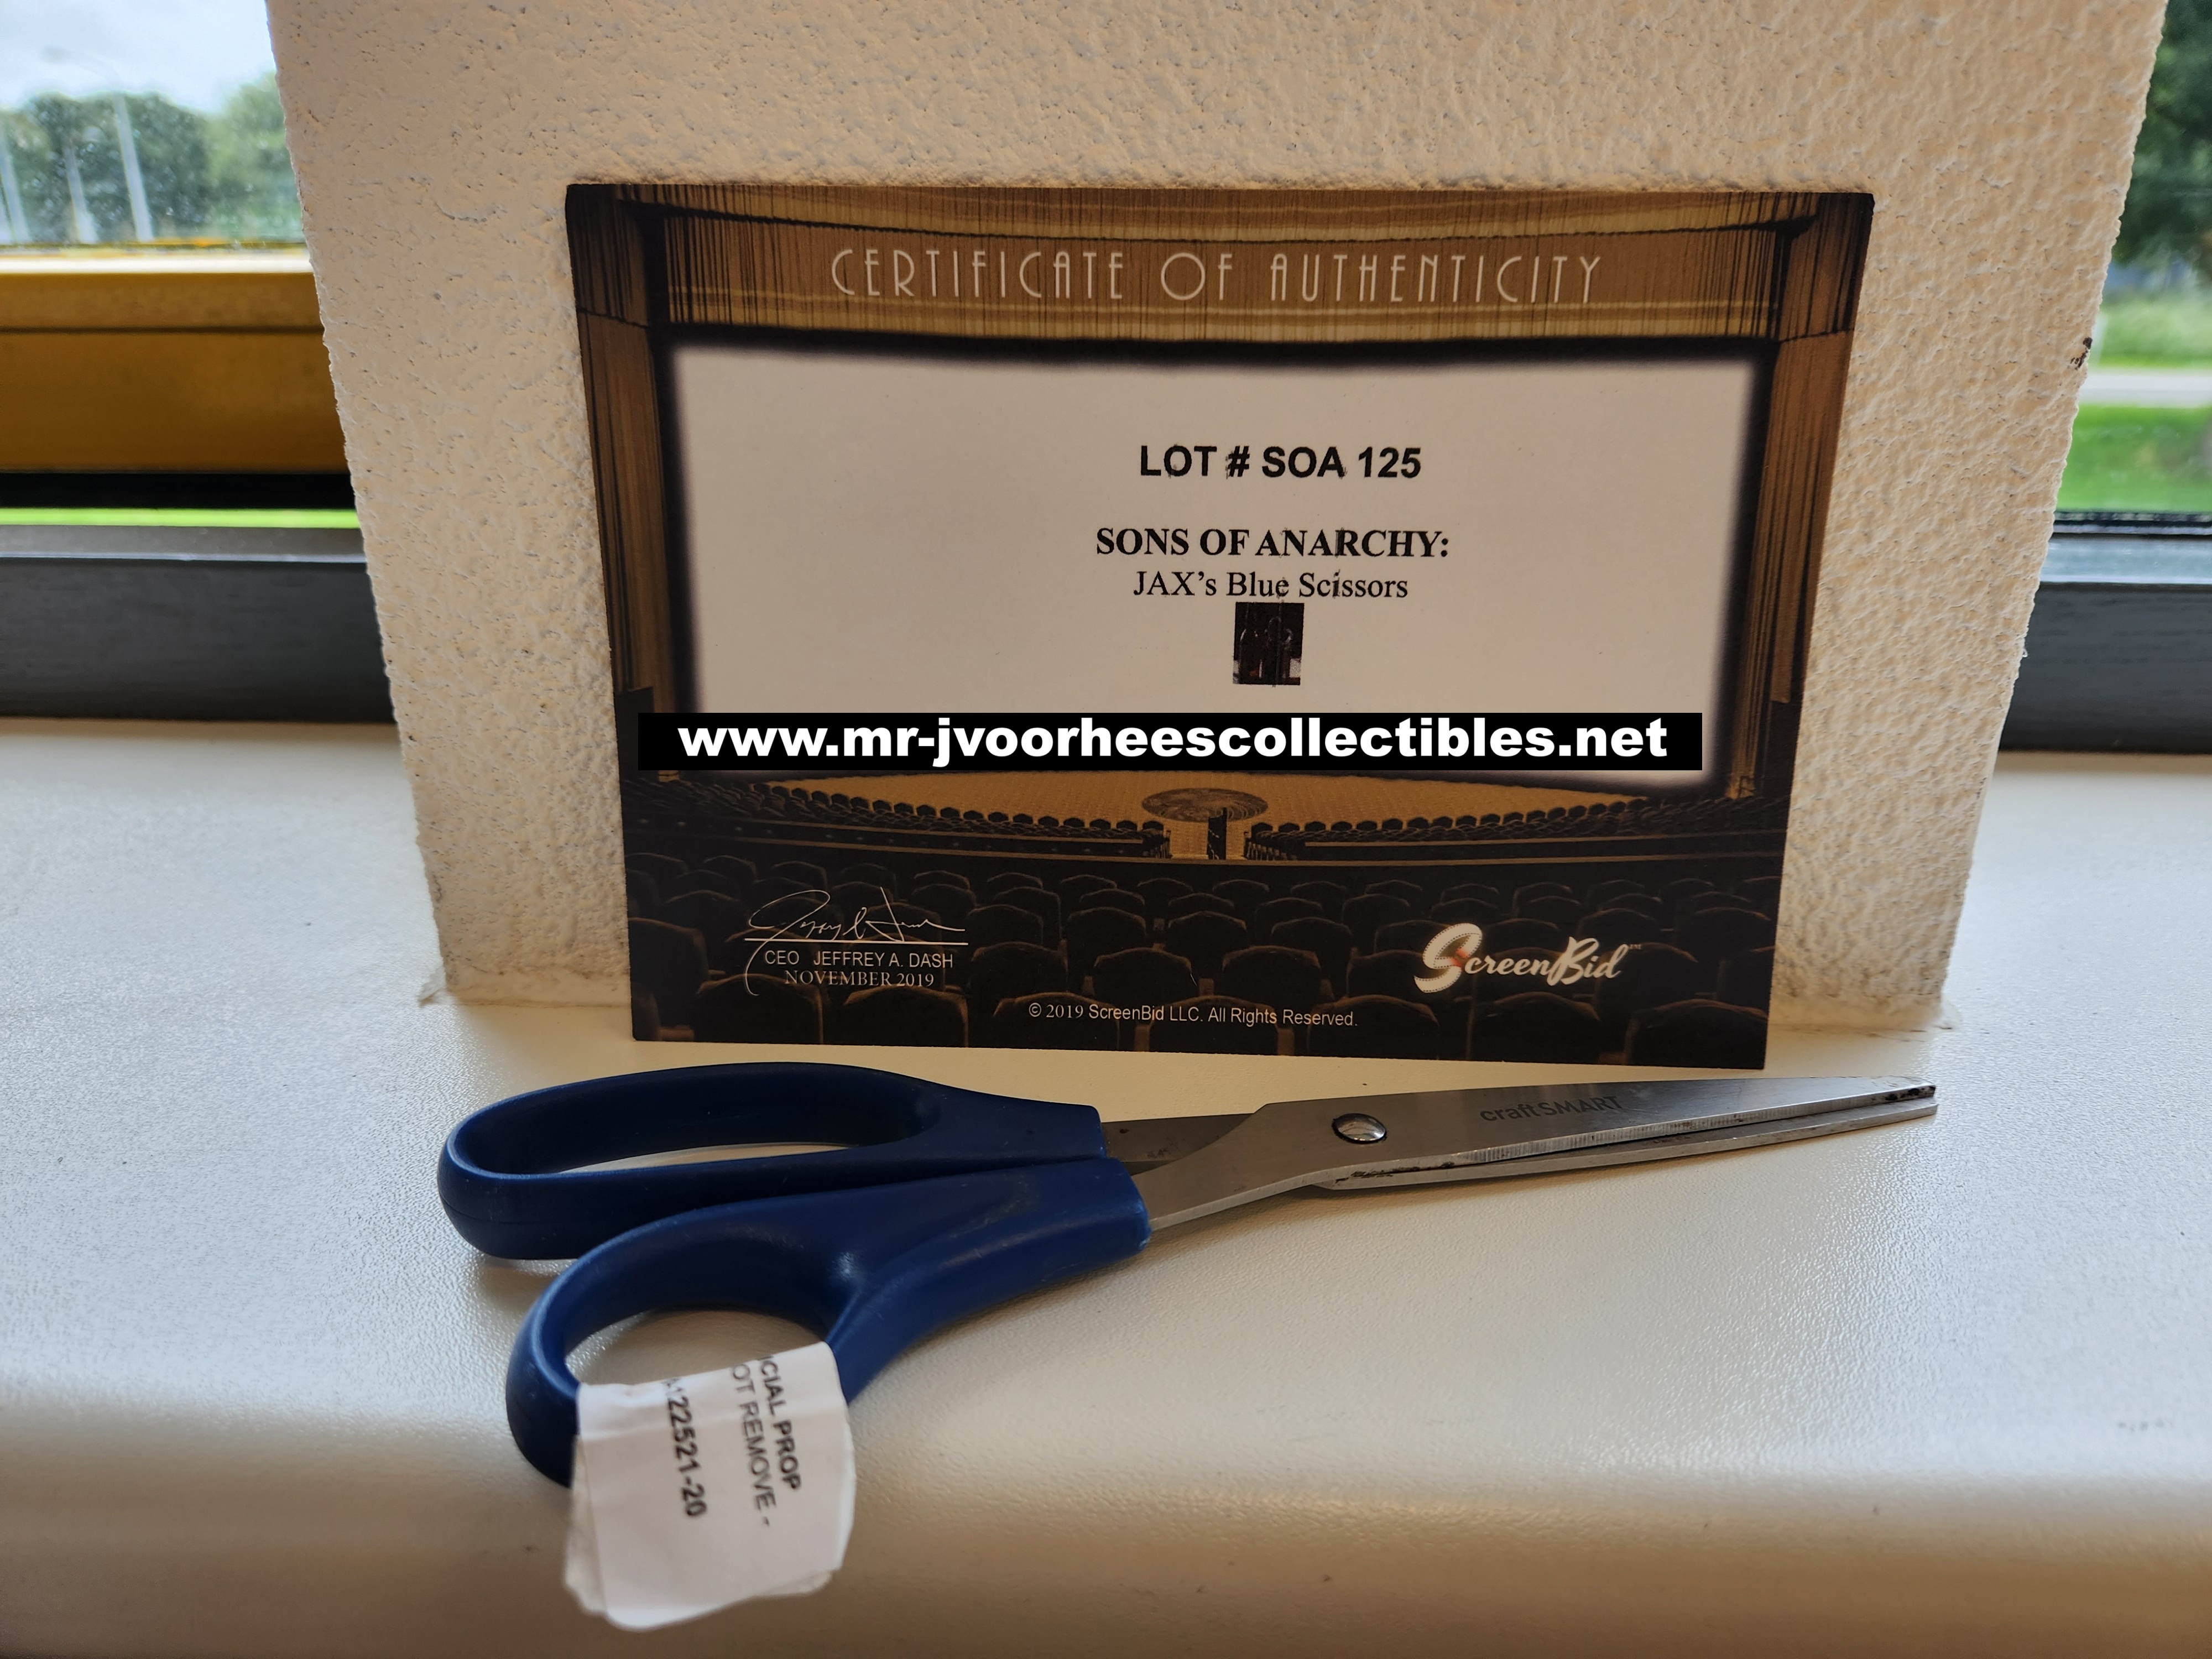 CERTIFICATE OF AUTHENTICITY
LOT # SOA 125
SONS OF ANARCHY:
JAX's Blue Scissors
www.mr-jvoorheescollectibles.net
CEO JEFFREY A. DASH
NOVEMBER 2019
ScreenBid
© 2019 ScreenBid LLC. All Rights Reserved.
craftSMART
CIAL PROP
OT REMOVE -
122521-20